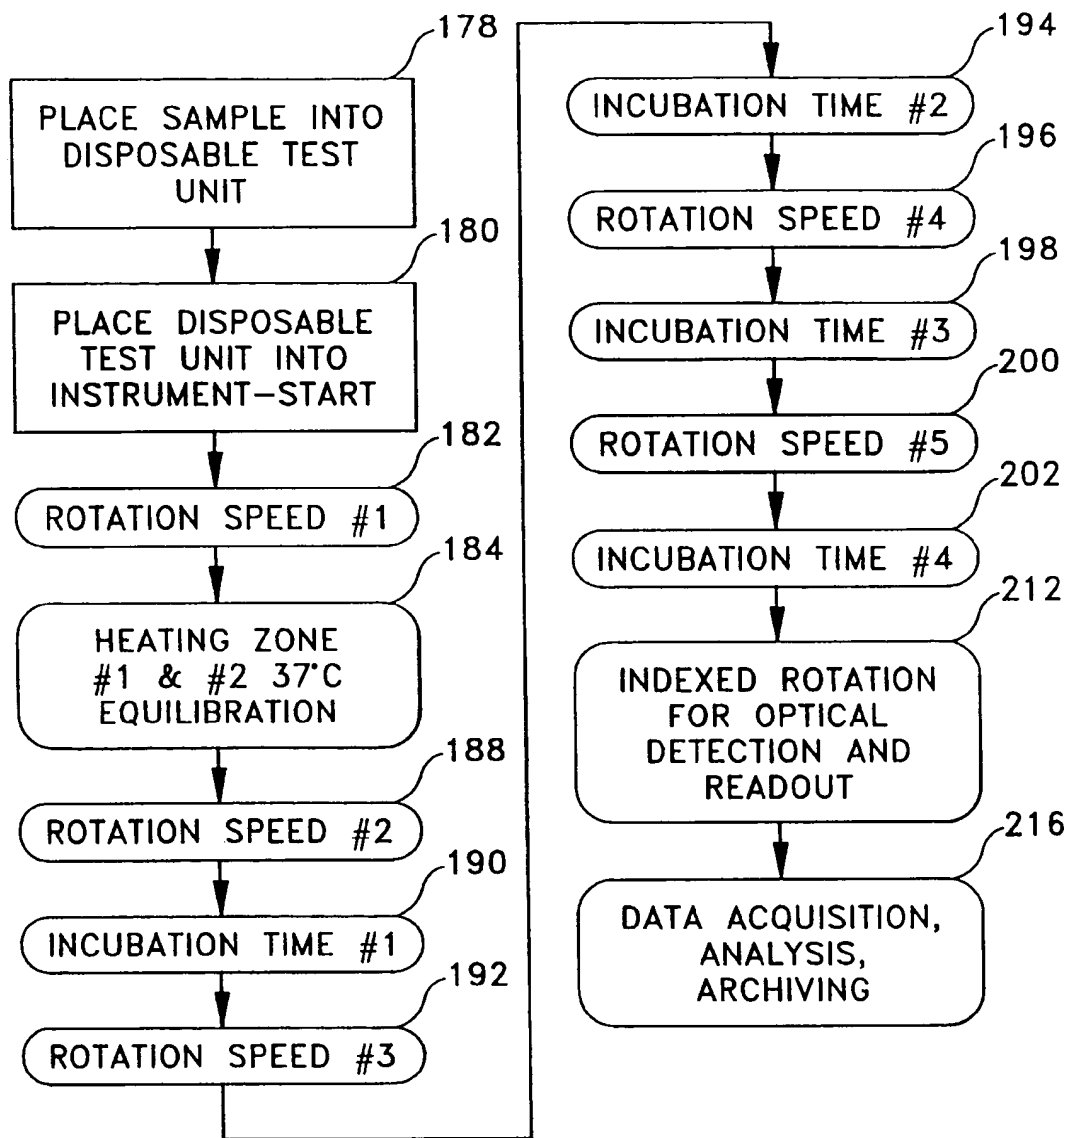 178
PLACE SAMPLE INTO
DISPOSABLE TEST
UNIT
180
PLACE DISPOSABLE
TEST UNIT INTO
INSTRUMENT-START
182
ROTATION SPEED #1
184
HEATING ZONE
#1 & #2 37°C
EQUILIBRATION
188
ROTATION SPEED #2
190
INCUBATION TIME #1
192
ROTATION SPEED #3
194
INCUBATION TIME #2
196
ROTATION SPEED #4
198
INCUBATION TIME #3
200
ROTATION SPEED #5
202
INCUBATION TIME #4
212
INDEXED ROTATION
FOR OPTICAL
DETECTION AND
READOUT
216
DATA ACQUISITION,
ANALYSIS,
ARCHIVING